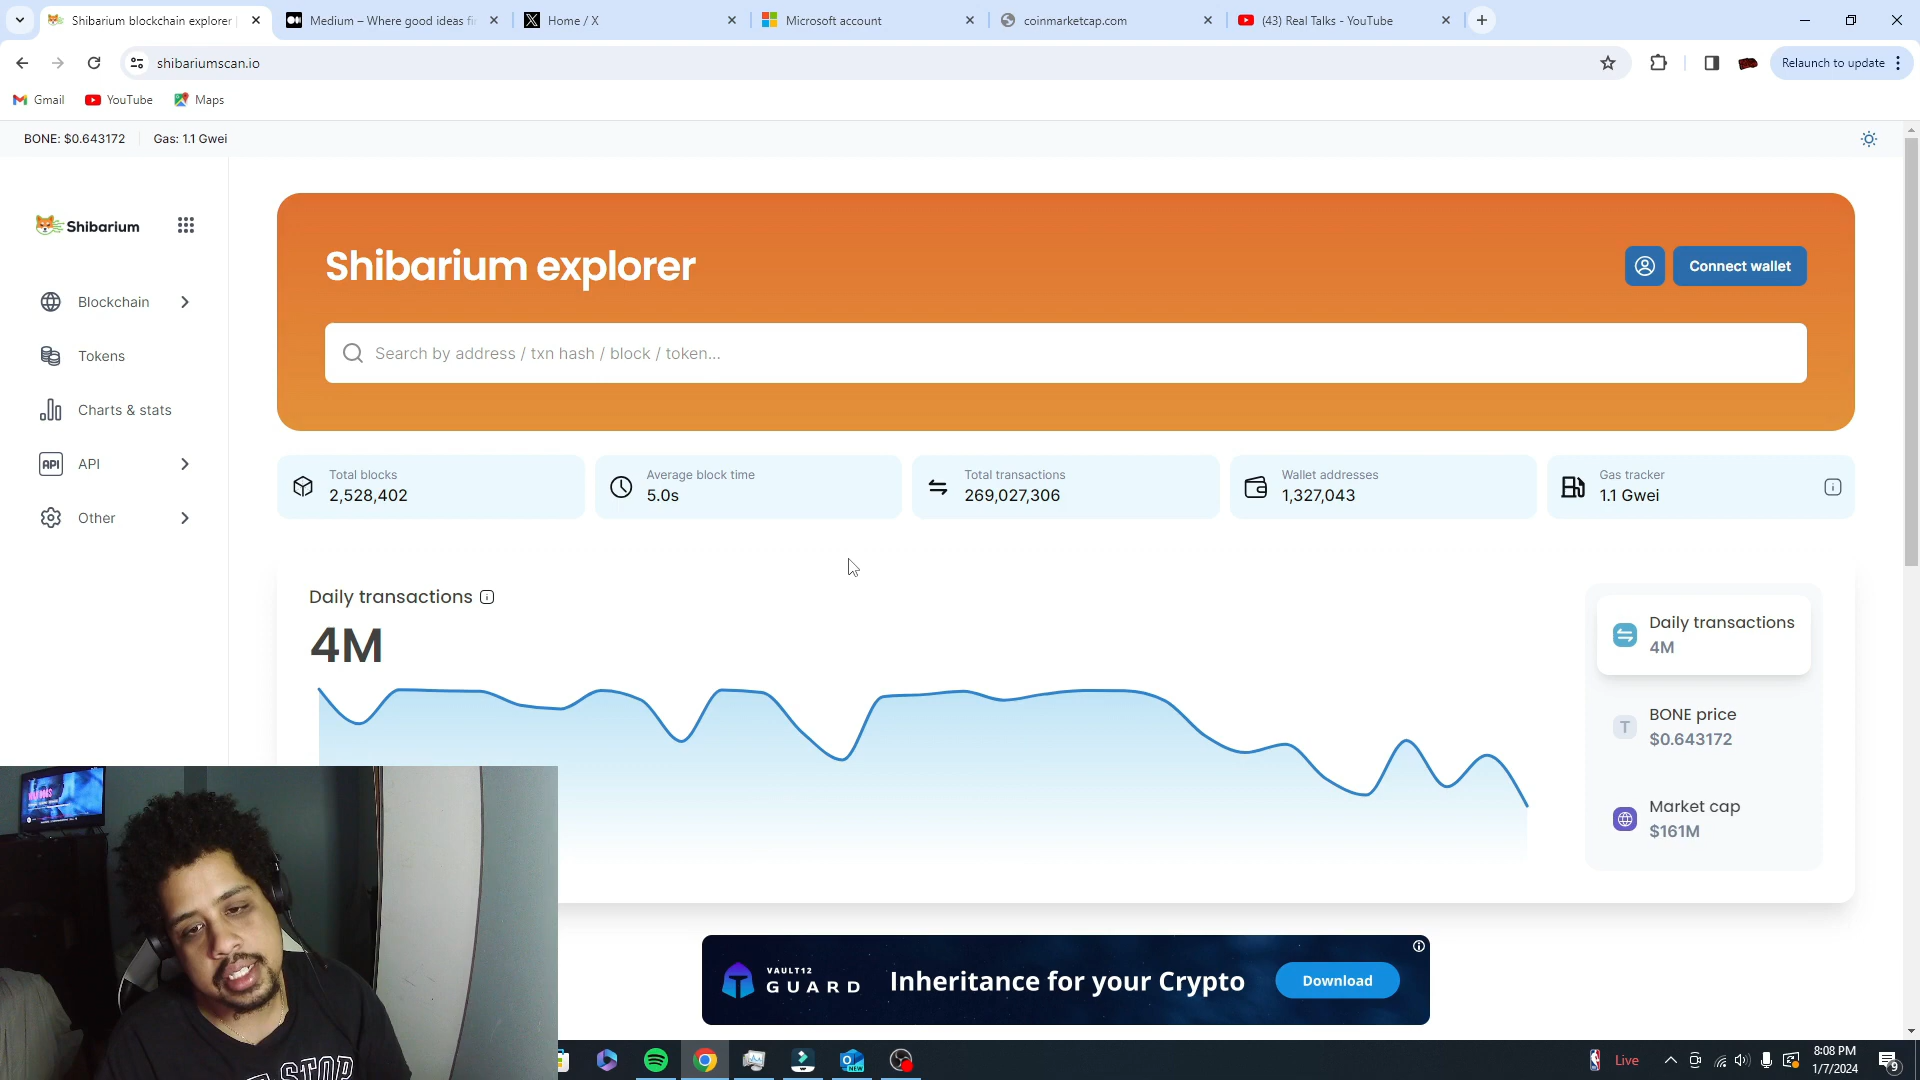 Shibarium blockchain explorer
Medium – Where good ideas fi
Home / X
Microsoft account
coinmarketcap.com
(43) Real Talks - YouTube
shibariumscan.io
Relaunch to update
Gmail
YouTube
Maps
BONE: $0.643172
Gas: 1.1 Gwei
Shibarium
Blockchain
Tokens
Charts & stats
API
API
Other
Shibarium explorer
Connect wallet
Search by address / txn hash / block / token...
Total blocks
2,528,402
Average block time
5.0s
Total transactions
269,027,306
Wallet addresses
1,327,043
Gas tracker
1.1 Gwei
Daily transactions
4M
Daily transactions
4M
T
BONE price
$0.643172
Market cap
$161M
VAULT12
GUARD
Inheritance for your Crypto
Download
STOP
NEW
Live
8:08 PM
1/7/2024
9